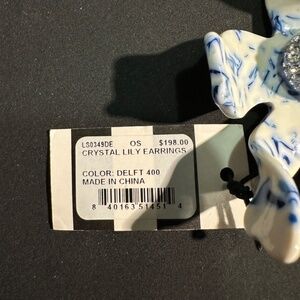 LS0349DE OS $198.00
CRYSTAL LILY EARRINGS
COLOR: DELFT 400
MADE IN CHINA
8 40163 51451 4